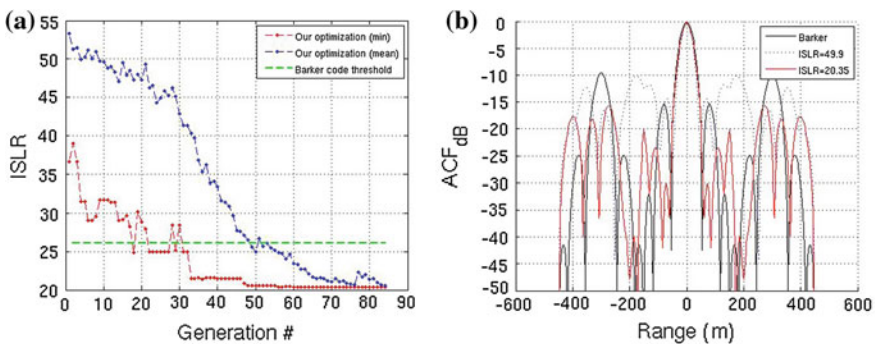 (a)
ISLR
55
50
45
40
35
30
25
20
0 10 20 30 40 50 60 70 80 90
Generation #
Our optimization (min)
Our optimization (mean)
Barker code threshold
(b)
ACFdB
0
-5
-10
-15
-20
-25
-30
-35
-40
-45
-50
-600 -400 -200 0 200 400 600
Range (m)
Barker
ISLR=49.9
ISLR=20.35